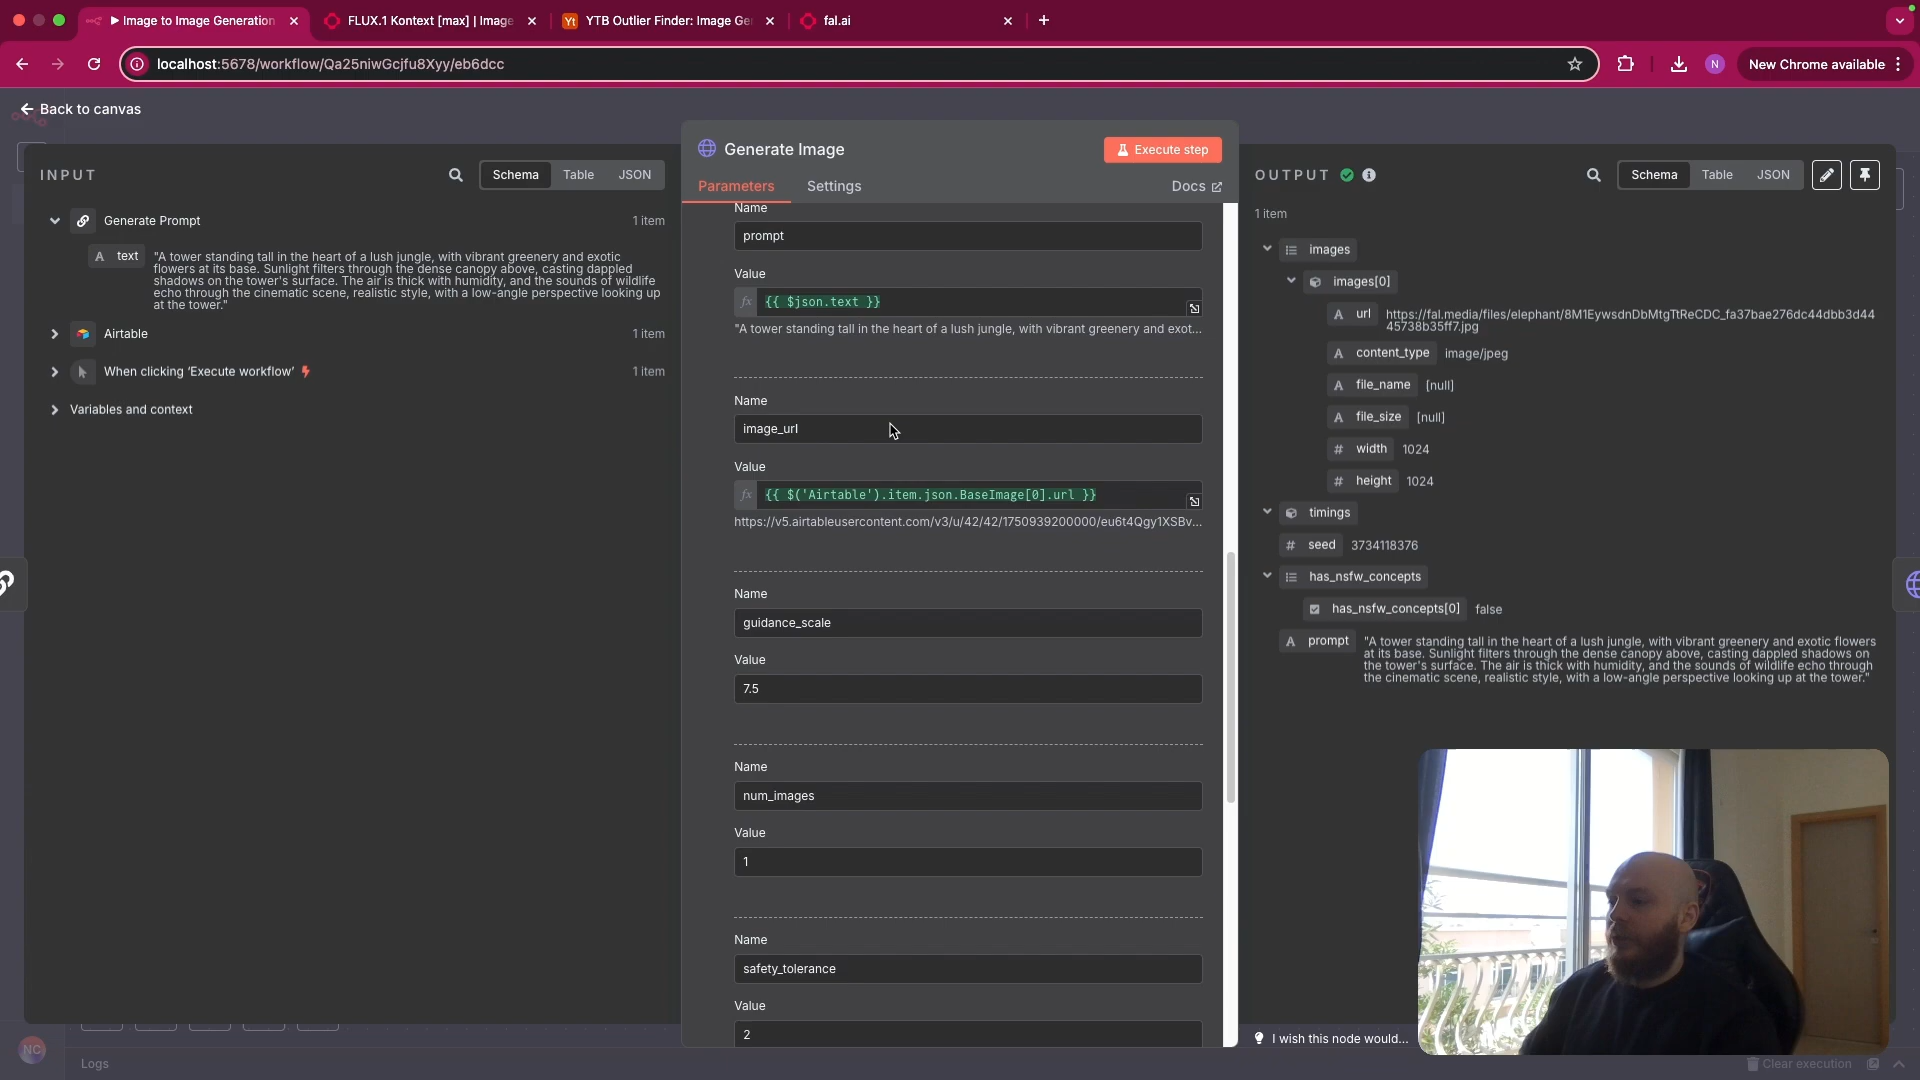 Image to Image Generation
FLUX.1 Kontext [max] | Image
Yt
YTB Outlier Finder: Image Ge
fal.ai
localhost:5678/workflow/Qa25niwGcjfu8Xyy/eb6dcc
N
New Chrome available
Back to canvas
INPUT
Schema
Table
JSON
Generate Prompt
1 item
A text
"A tower standing tall in the heart of a lush jungle, with vibrant greenery and exotic
flowers at its base. Sunlight filters through the dense canopy above, casting dappled
shadows on the tower's surface. The air is thick with humidity, and the sounds of wildlife
echo through the cinematic scene, realistic style, with a low-angle perspective looking up
at the tower."
Airtable
1 item
When clicking ‘Execute workflow’
1 item
Variables and context
Generate Image
Execute step
Parameters
Settings
Docs
Name
prompt
Value
fx {{ $json.text }}
"A tower standing tall in the heart of a lush jungle, with vibrant greenery and exot...
Name
image_url
Value
fx {{ $('Airtable').item.json.BaseImage[0].url }}
https://v5.airtableusercontent.com/v3/u/42/42/1750939200000/eu6t4Qgy1XSBv...
Name
guidance_scale
Value
7.5
Name
num_images
Value
1
Name
safety_tolerance
Value
2
OUTPUT
Schema
Table
JSON
1 item
images
images[0]
A url
https://fal.media/files/elephant/8M1EywsdnDbMtgTtReCDC_fa37bae276dc44dbb3d44
45738b35ff7.jpg
A content_type image/jpeg
A file_name [null]
A file_size [null]
# width 1024
# height 1024
timings
# seed 3734118376
has_nsfw_concepts
has_nsfw_concepts[0] false
A prompt
"A tower standing tall in the heart of a lush jungle, with vibrant greenery and exotic flowers
at its base. Sunlight filters through the dense canopy above, casting dappled shadows on
the tower's surface. The air is thick with humidity, and the sounds of wildlife echo through
the cinematic scene, realistic style, with a low-angle perspective looking up at the tower."
I wish this node would...
NC
Logs
Clear execution